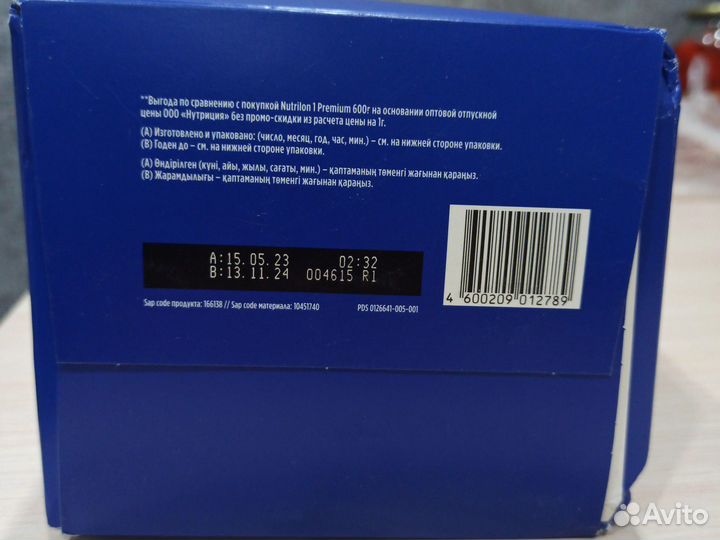 **Выгода по сравнению с покупкой Nutrilon 1 Premium 600г на основании оптовой отпускной
цены ООО «Нутриция» без промо-скидки из расчета цены на 1г.
(А) Изготовлено и упаковано: (число, месяц, год, час, мин.) – см. на нижней стороне упаковки.
(В) Годен до – см. на нижней стороне упаковки.
(А) Өндірілген (күні, айы, жылы, сағаты, мин.) – қаптаманың төменгі жағынан қараңыз.
(В) Жарамдылығы – қаптаманың төменгі жағынан қараңыз.
A:15.05.23 02:32
B:13.11.24 004615 R1
Sap code продукта: 166138 // Sap code материала: 10451740 PDS 0126641-005-001
4 600209 012789
Avito